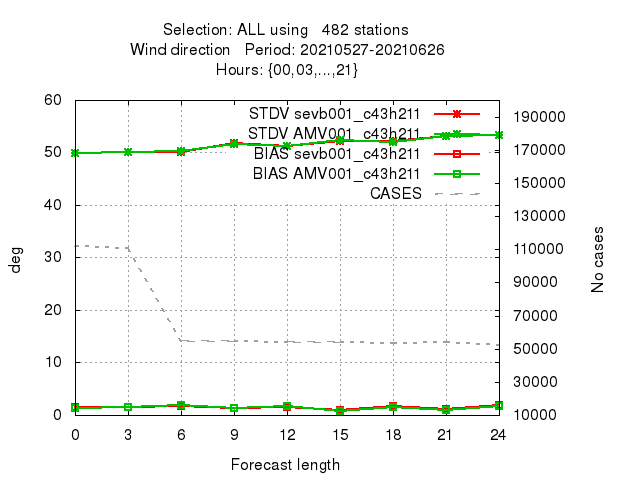 Selection: ALL using   482 stations
Wind direction   Period: 20210527-20210626
Hours: {00,03,...,21}
STDV sevb001_c43h211
STDV AMV001_c43h211
BIAS sevb001_c43h211
BIAS AMV001_c43h211
CASES
60
50
40
30
20
10
0
deg
190000
170000
150000
130000
110000
90000
70000
50000
30000
10000
No cases
0 3 6 9 12 15 18 21 24
Forecast length